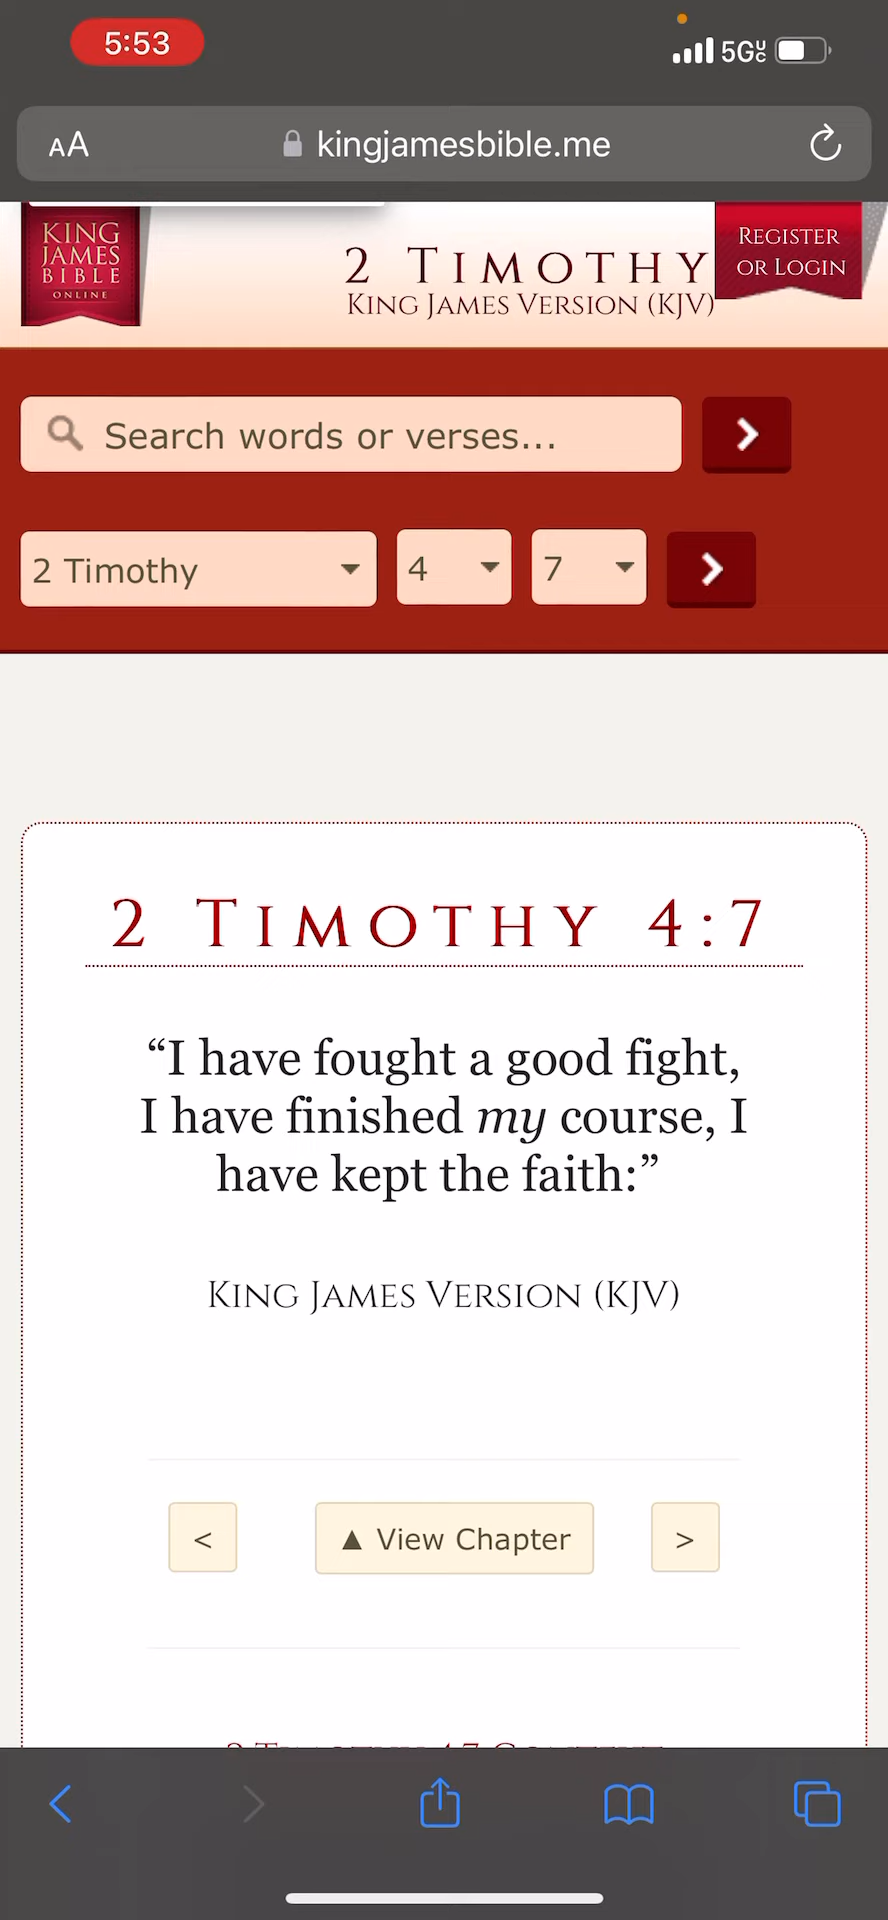 5:53
5G
AA
kingjamesbible.me
KING
JAMES
BIBLE
ONLINE
2 TIMOTHY
KING JAMES VERSION (KJV)
REGISTER
OR LOGIN
Search words or verses...
2 Timothy
4
7
2 TIMOTHY 4:7
“I have fought a good fight,
I have finished my course, I
have kept the faith:”
KING JAMES VERSION (KJV)
<
▲ View Chapter
>